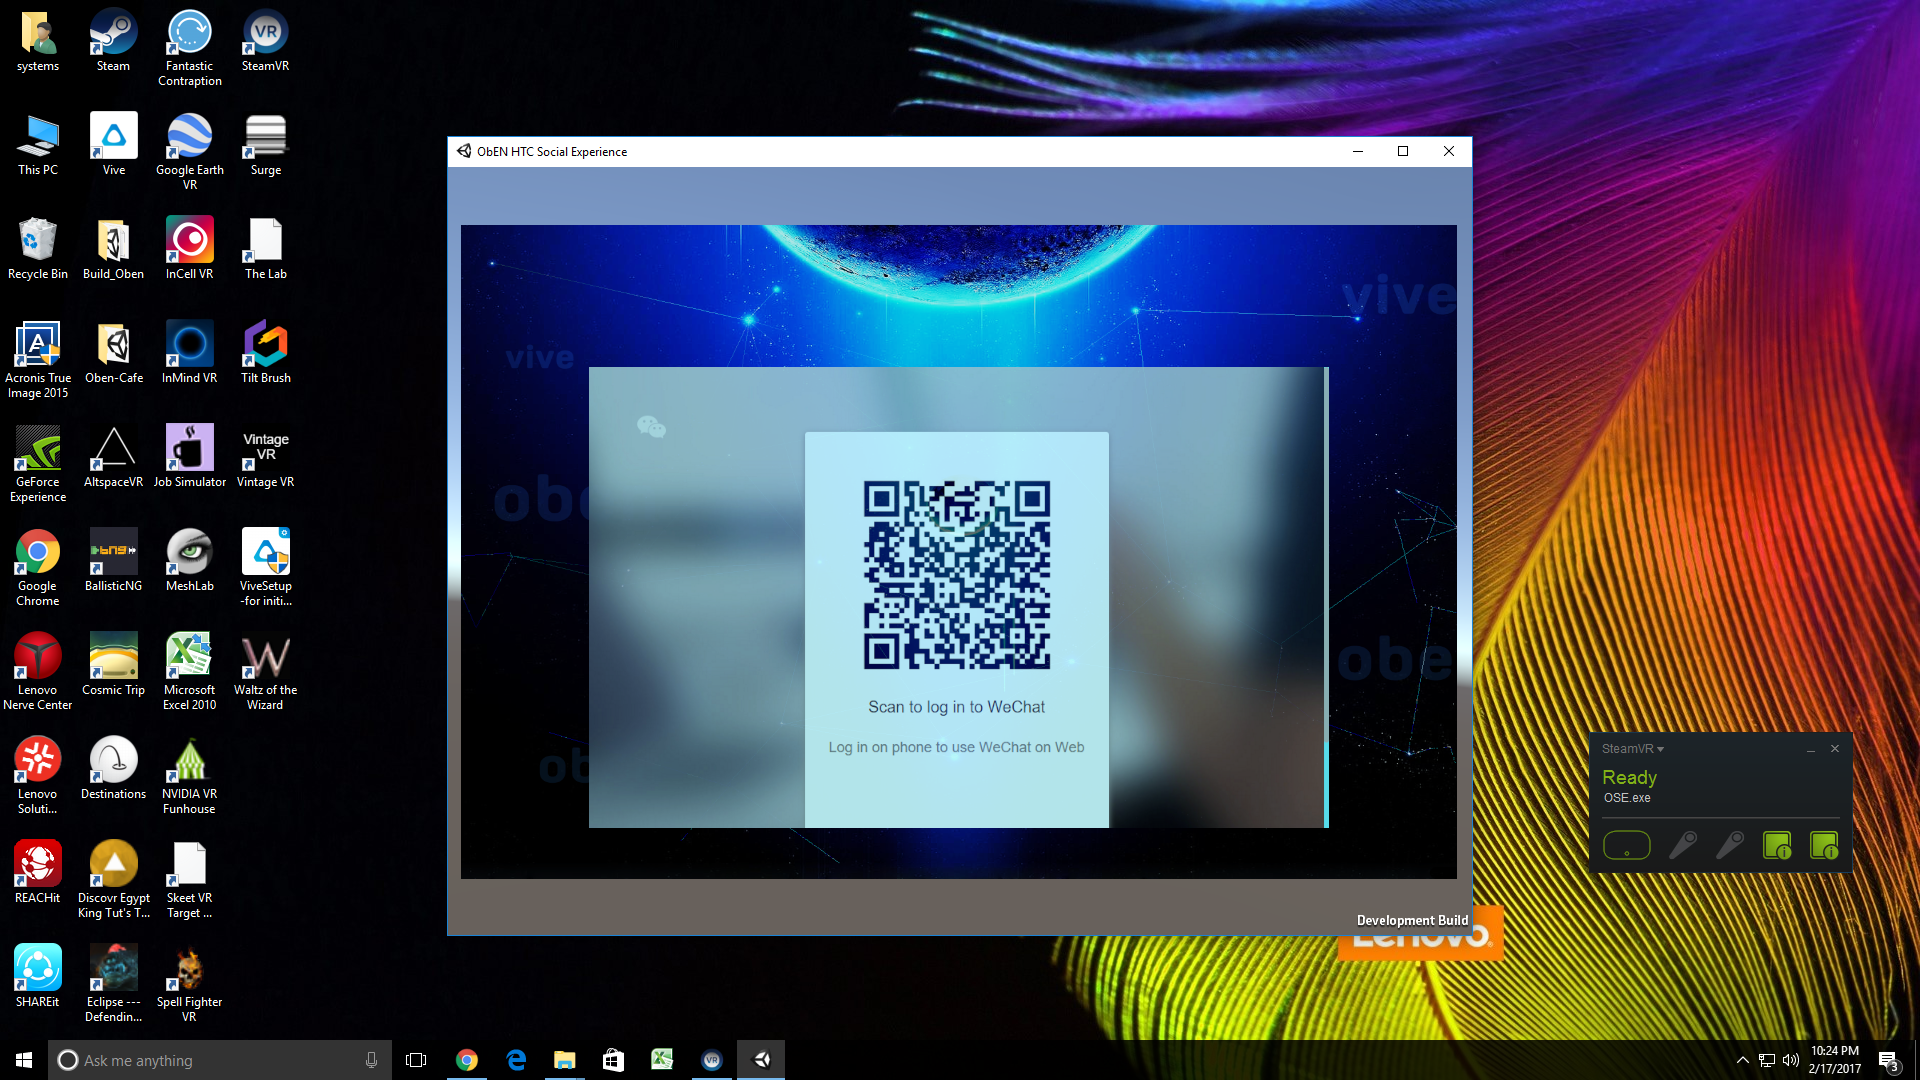 systems
Steam
Fantastic
Contraption
VR
SteamVR
This PC
Vive
Google Earth
VR
Surge
Recycle Bin
Build_Oben
InCell VR
The Lab
A
Acronis True
Image 2015
Oben-Cafe
InMind VR
Tilt Brush
GeForce
Experience
AltspaceVR
Job Simulator
Vintage
VR
Vintage VR
Google
Chrome
BallisticNG
MeshLab
ViveSetup
-for initi...
Lenovo
Nerve Center
Cosmic Trip
Microsoft
Excel 2010
Waltz of the
Wizard
Lenovo
Soluti...
Destinations
NVIDIA VR
Funhouse
REACHit
Discovr Egypt
King Tut's T...
Skeet VR
Target ...
SHAREit
Eclipse ---
Defendin...
Spell Fighter
VR
ObEN HTC Social Experience
vive
vive
obe
obe
ob
Scan to log in to WeChat
Log in on phone to use WeChat on Web
Development Build
Lenovo
SteamVR
Ready
OSE.exe
Ask me anything
VR
10:24 PM
2/17/2017
3